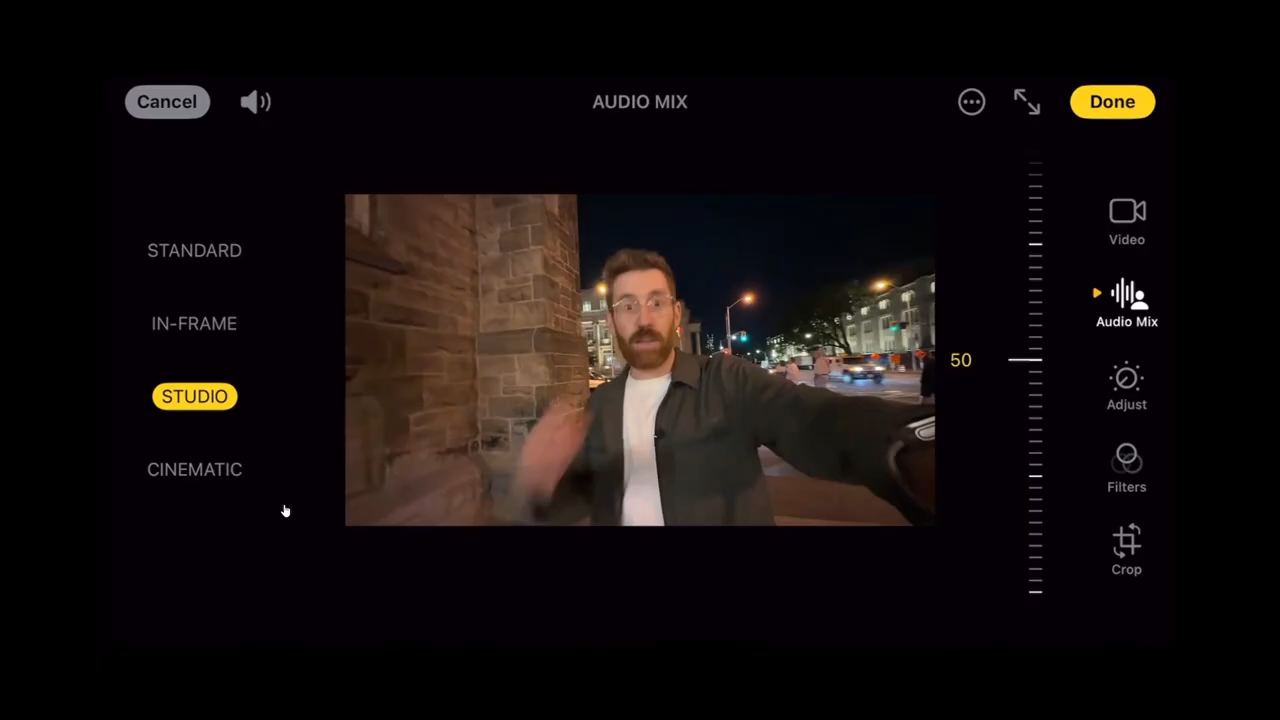 Cancel
AUDIO MIX
Done
STANDARD
IN-FRAME
STUDIO
CINEMATIC
50
Video
Audio Mix
Adjust
Filters
Crop